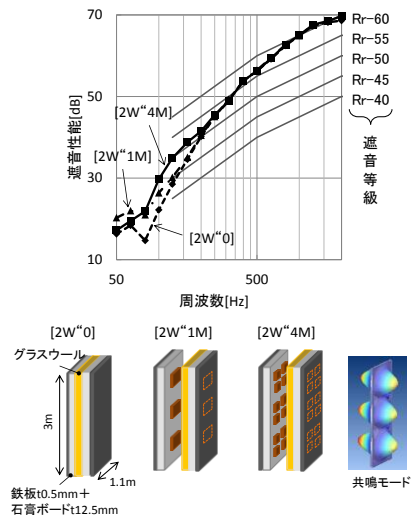 70
50
30
10
遮音性能[dB]
50
500
周波数[Hz]
[2W“4M]
[2W“1M]
[2W“0]
Rr-60
Rr-55
Rr-50
Rr-45
Rr-40
遮音等級
[2W“0]
[2W“1M]
[2W“4M]
グラスウール
3m
1.1m
鉄板t0.5mm＋
石膏ボードt12.5mm
共鳴モード